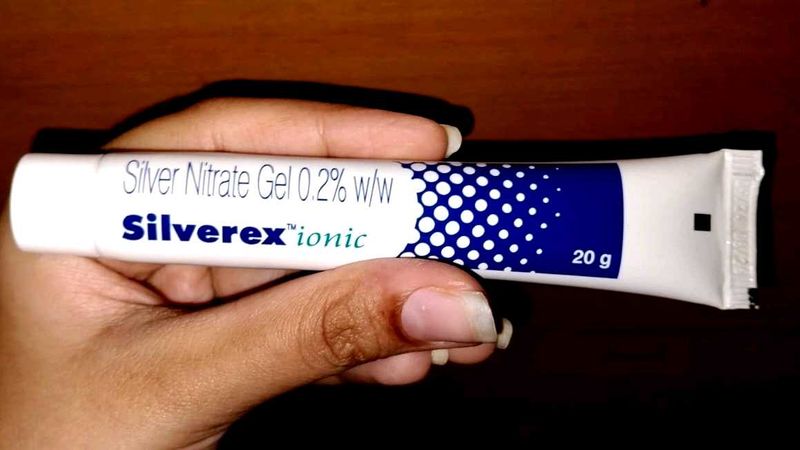 Silver Nitrate Gel 0.2% w/w
Silverex™ionic
20 g